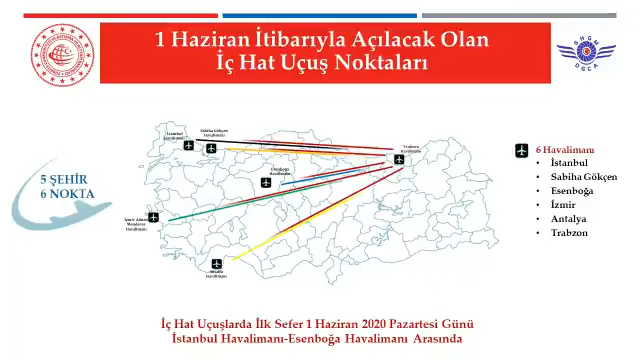 1 Haziran İtibarıyla Açılacak Olan
İç Hat Uçuş Noktaları
SHGM
DGCA
İstanbul
Havalimanı
Sabiha Gökçen
Havalimanı
Trabzon
Havalimanı
Esenboğa
Havalimanı
İzmir Adnan
Menderes
Havalimanı
Antalya
Havalimanı
5 ŞEHİR
6 NOKTA
6 Havalimanı
• İstanbul
• Sabiha Gökçen
• Esenboğa
• İzmir
• Antalya
• Trabzon
İç Hat Uçuşlarda İlk Sefer 1 Haziran 2020 Pazartesi Günü
İstanbul Havalimanı-Esenboğa Havalimanı Arasında